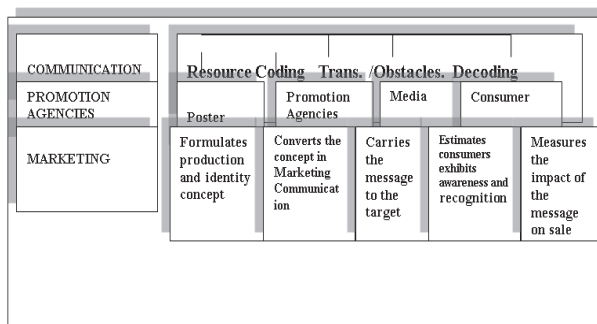 COMMUNICATION
Resource Coding Trans. /Obstacles. Decoding
PROMOTION
AGENCIES
Poster
Promotion
Agencies
Media
Consumer
MARKETING
Formulates
production
and identity
concept
Converts the
concept in
Marketing
Communicat
ion
Carries
the
message
to the
target
Estimates
consumers
exhibits
awareness and
recognition
Measures
the
impact of
the
message
on sale